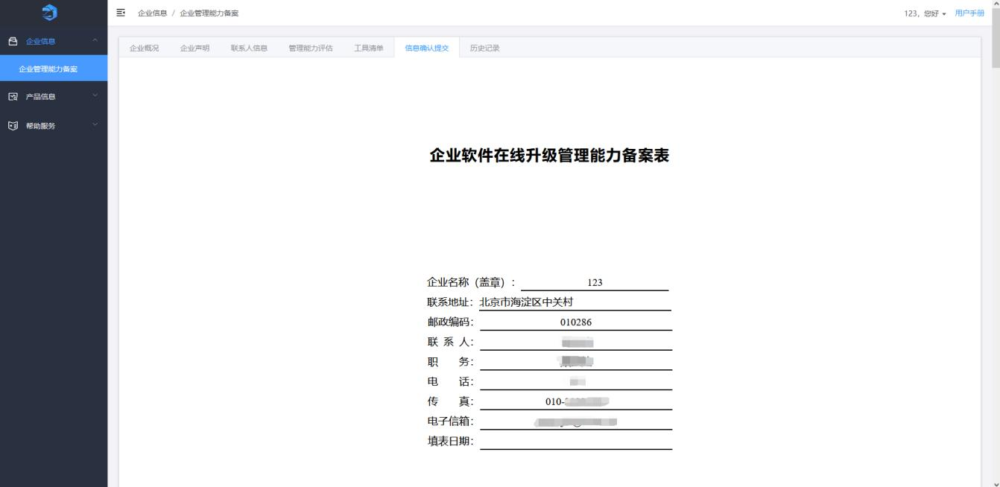 企业信息 / 企业管理能力备案
123，您好
用户手册
企业信息
企业管理能力备案
产品信息
帮助服务
企业概况
企业声明
联系人信息
管理能力评估
工具清单
信息确认提交
历史记录
企业软件在线升级管理能力备案表
企业名称（盖章）： 123
联系地址：北京市海淀区中关村
邮政编码： 010286
联 系 人：
职 务：
电 话：
传 真： 010-
电子信箱：
填表日期：